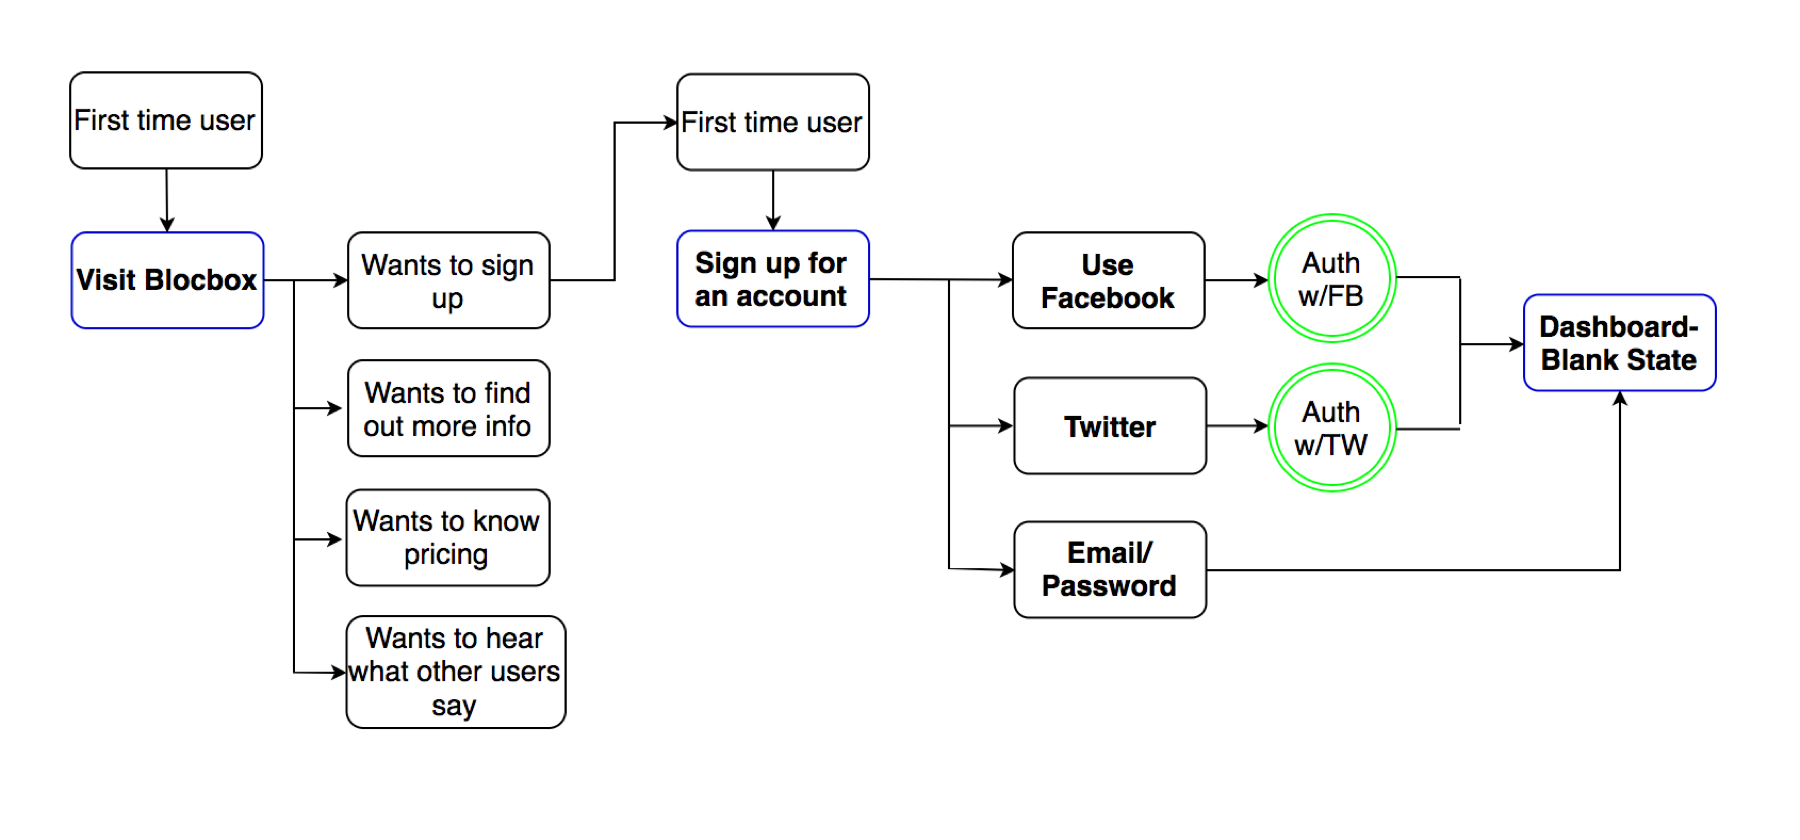 First time user
Visit Blocbox
Wants to sign
up
Wants to find
out more info
Wants to know
pricing
Wants to hear
what other users
say
First time user
Sign up for
an account
Use
Facebook
Auth
w/FB
Twitter
Auth
w/TW
Email/
Password
Dashboard-
Blank State